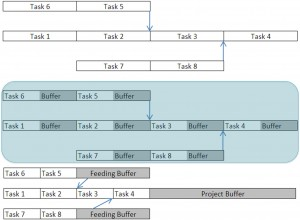 Task 6 Task 5
Task 1 Task 2 Task 3 Task 4
Task 7 Task 8
Task 6 Buffer Task 5 Buffer
Task 1 Buffer Task 2 Buffer Task 3 Buffer Task 4 Buffer
Task 7 Buffer Task 8 Buffer
Task 6 Task 5 Feeding Buffer
Task 1 Task 2 Task 3 Task 4 Project Buffer
Task 7 Task 8 Feeding Buffer